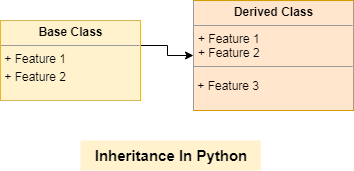 Base Class
+ Feature 1
+ Feature 2
Derived Class
+ Feature 1
+ Feature 2
+ Feature 3
Inheritance In Python